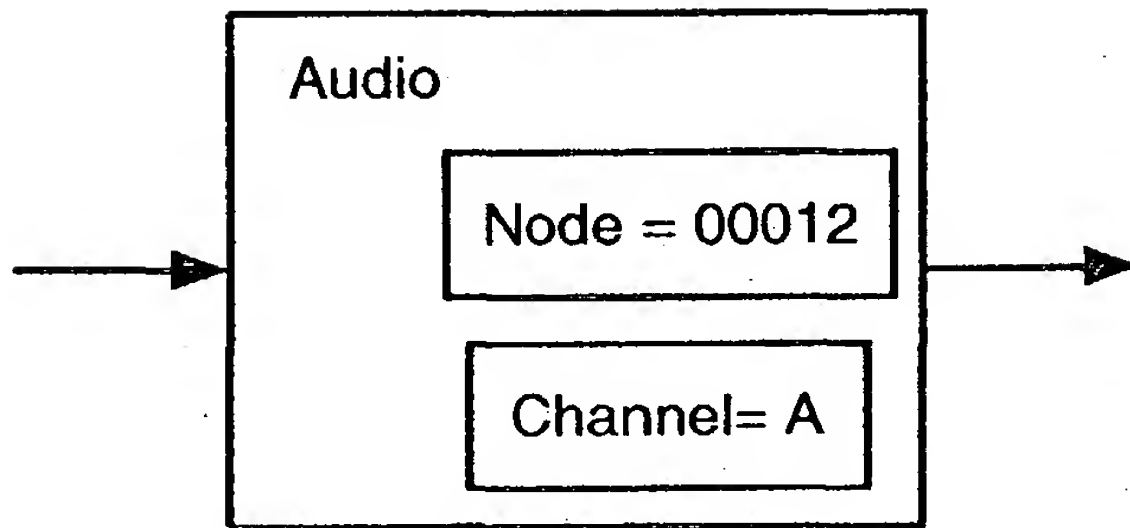 Audio
Node = 00012
Channel= A